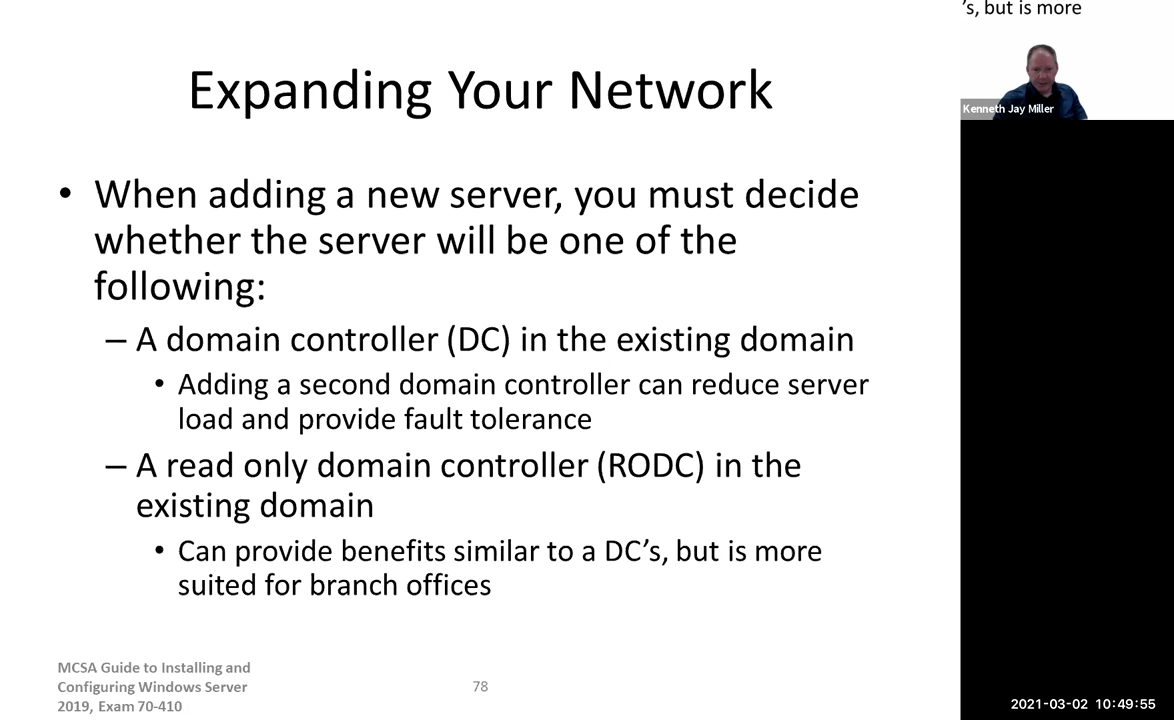 ’s, but is more
Kenneth Jay Miller
Expanding Your Network
• When adding a new server, you must decide
whether the server will be one of the
following:
– A domain controller (DC) in the existing domain
• Adding a second domain controller can reduce server
load and provide fault tolerance
– A read only domain controller (RODC) in the
existing domain
• Can provide benefits similar to a DC’s, but is more
suited for branch offices
MCSA Guide to Installing and
Configuring Windows Server
2019, Exam 70-410
78
2021-03-02 10:49:55